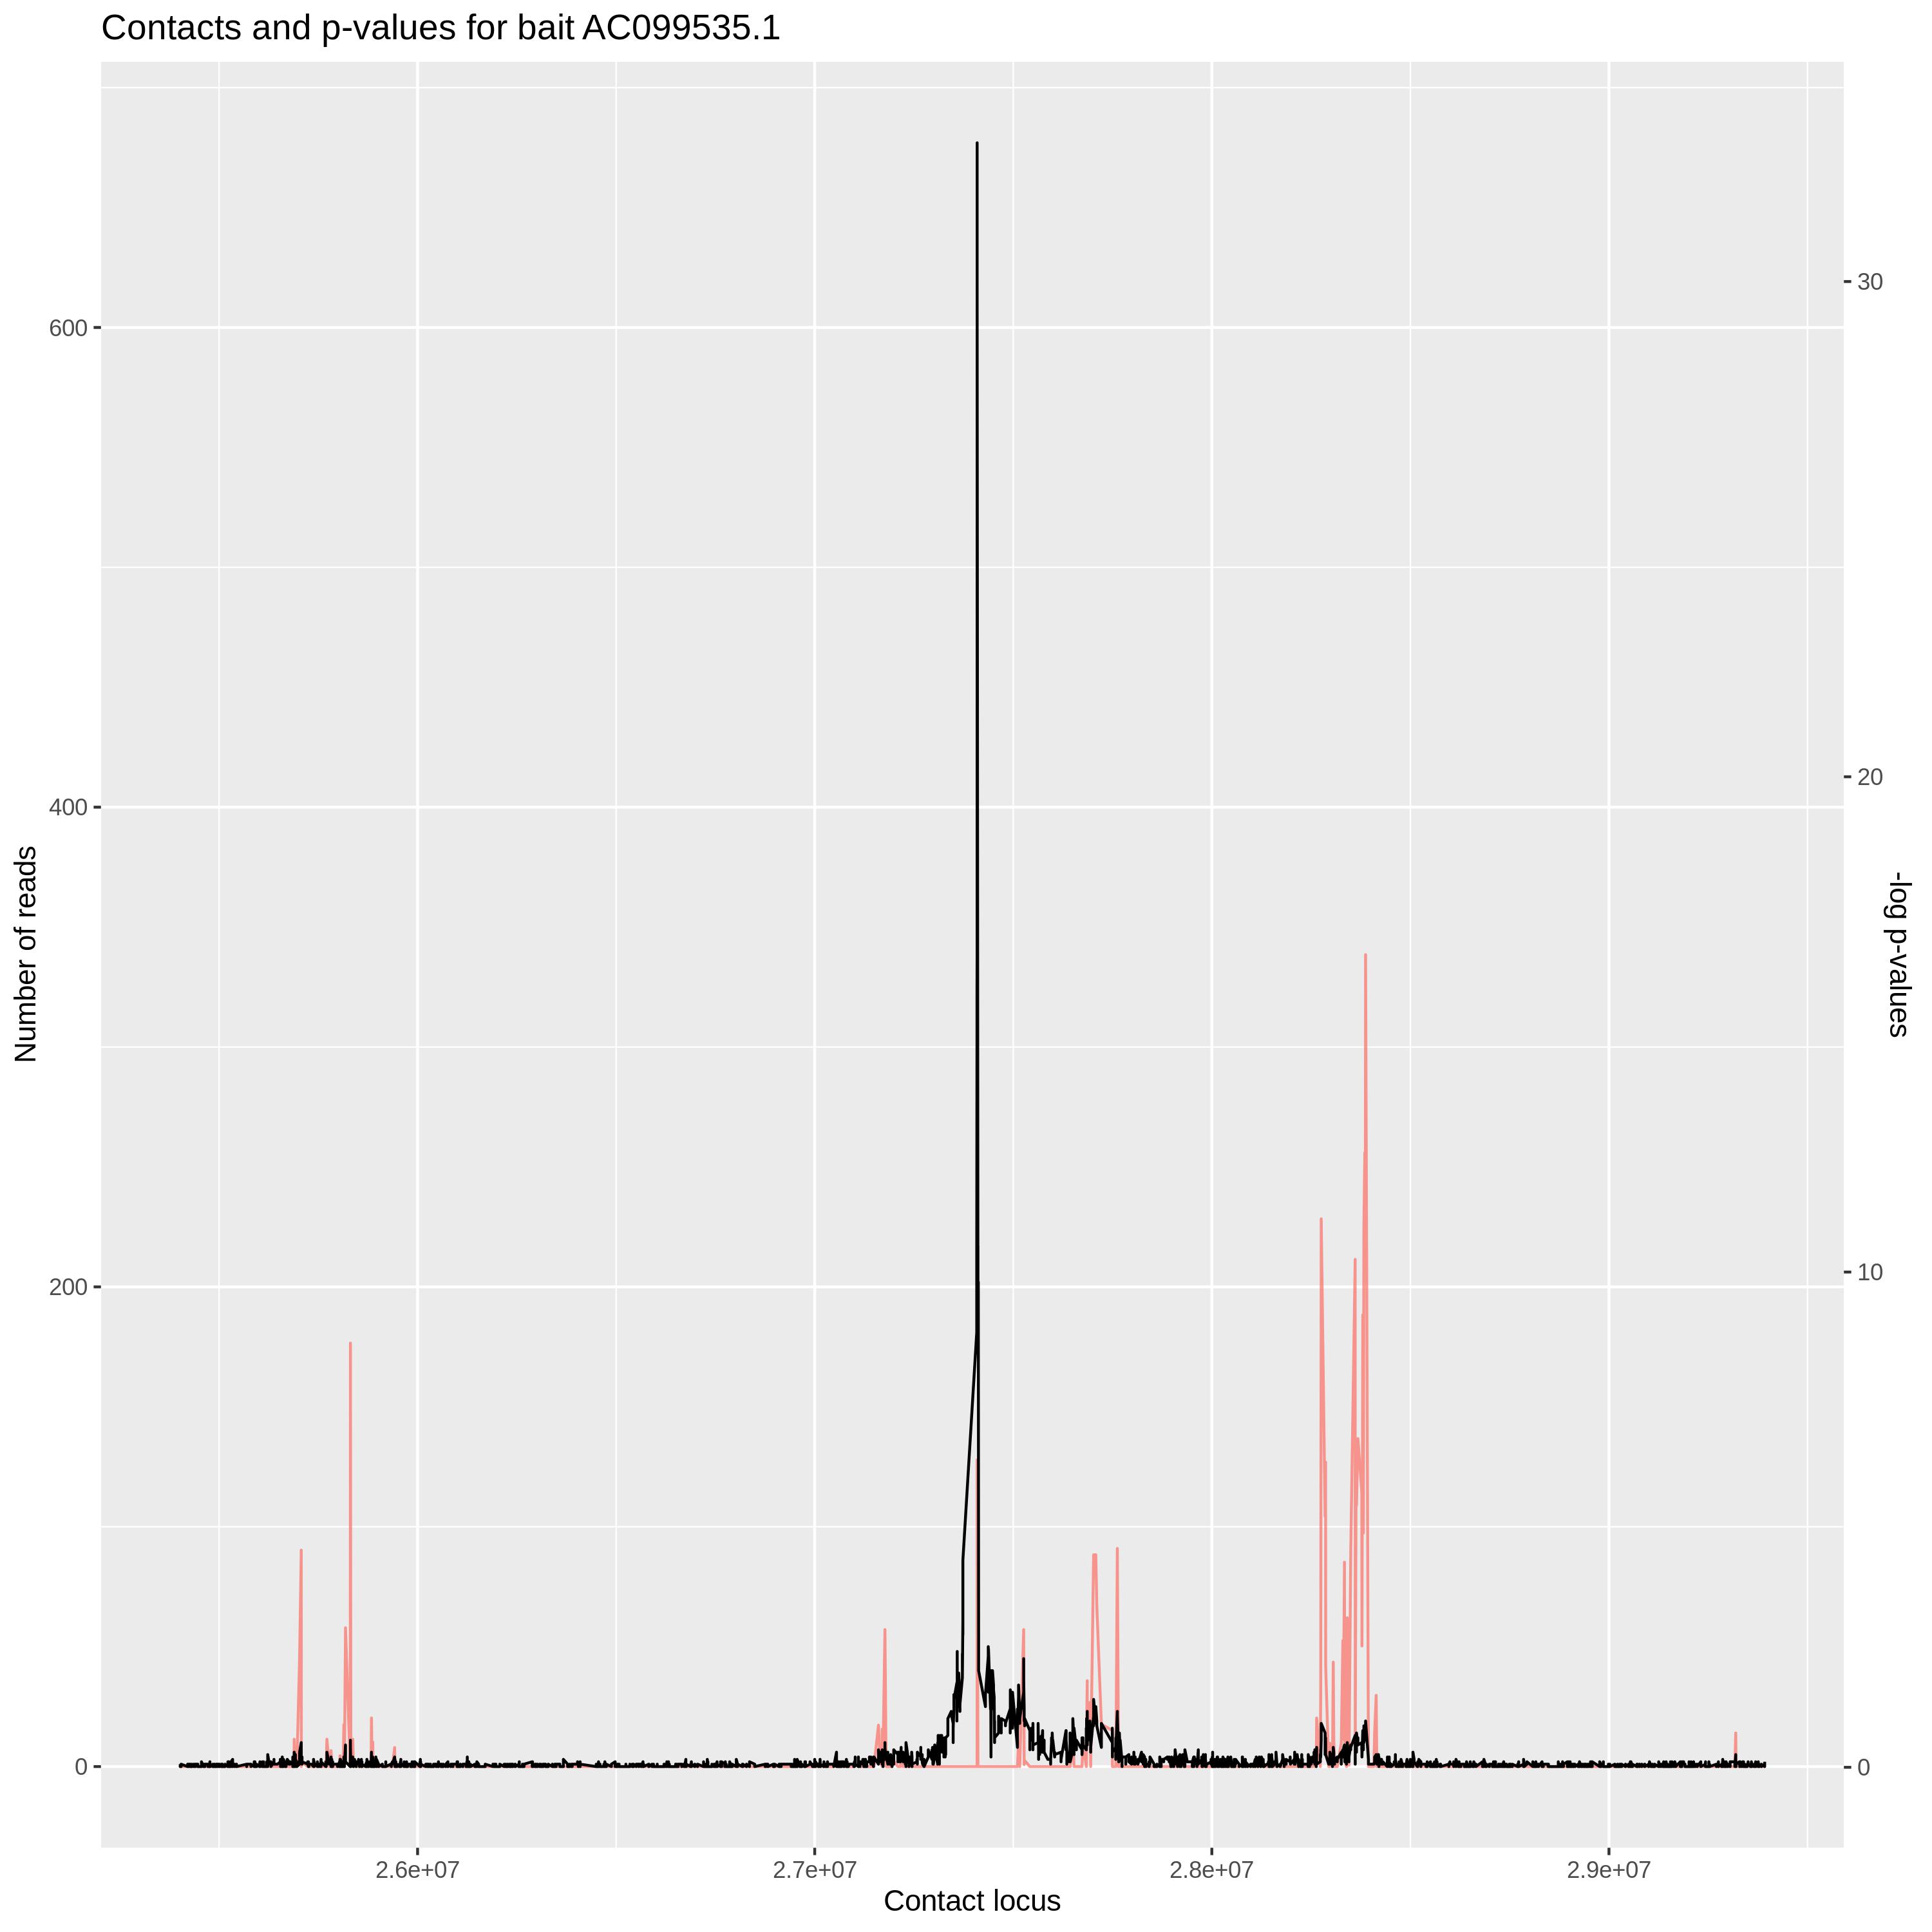 Contacts and p-values for bait AC099535.1
600
400
200
0
30
20
10
0
Number of reads
-log p-values
2.6e+07
2.7e+07
2.8e+07
2.9e+07
Contact locus